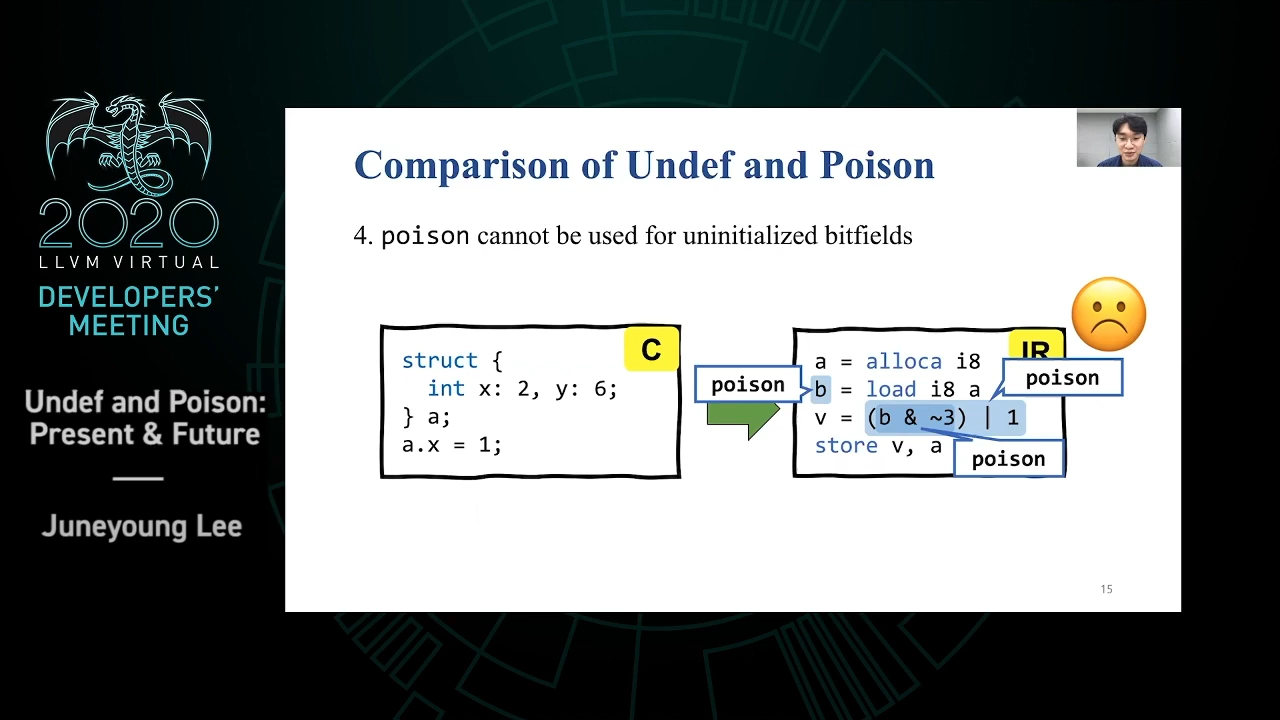 2020
LLVM VIRTUAL
DEVELOPERS'
MEETING
Undef and Poison:
Present & Future
Juneyoung Lee
Comparison of Undef and Poison
4. poison cannot be used for uninitialized bitfields
C
struct {
int x: 2, y: 6;
} a;
a.x = 1;
IR
a = alloca i8
b = load i8 a
v = (b & ~3) | 1
store v, a
poison
poison
poison
15